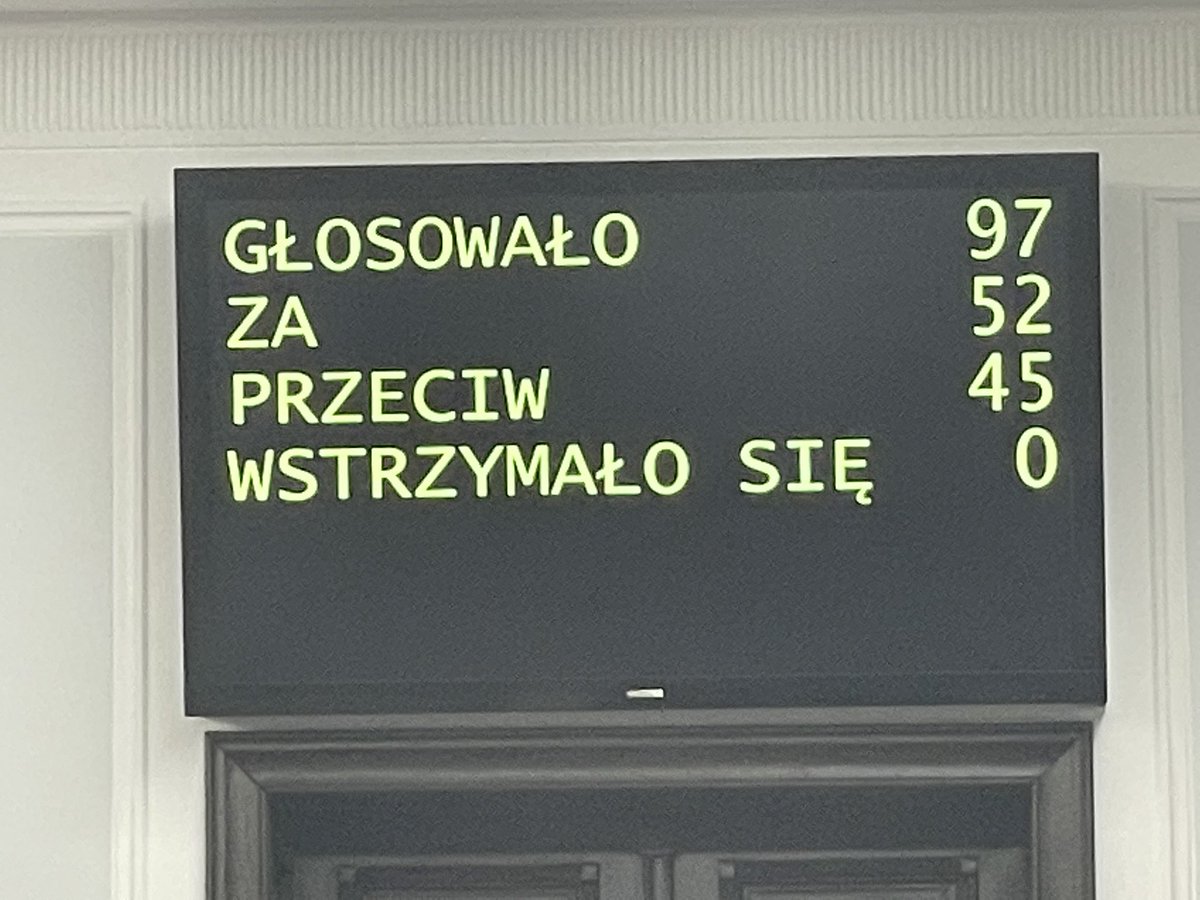 GŁOSOWAŁO 97
ZA 52
PRZECIW 45
WSTRZYMAŁO SIĘ 0